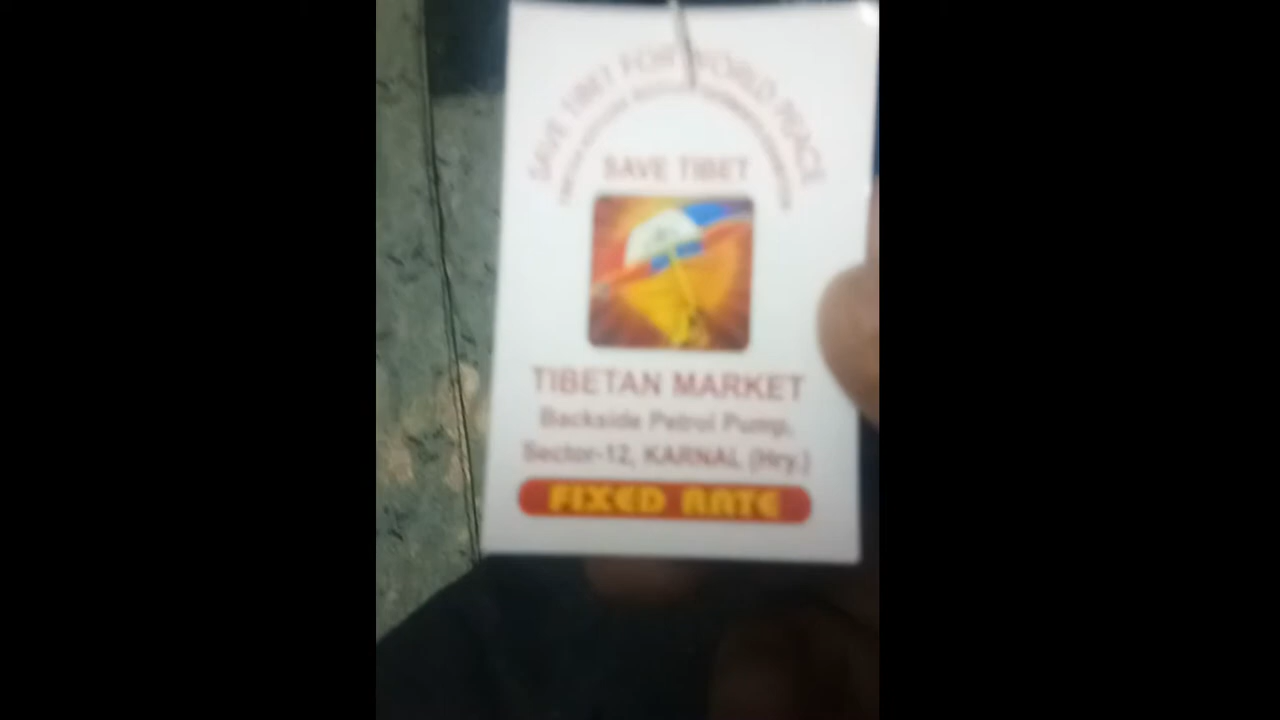 SAVE TIBET FOR WORLD PEACE
SAVE TIBET
TIBETAN MARKET
Backside Petrol Pump,
Sector-12, KARNAL (Hry.)
FIXED RATE